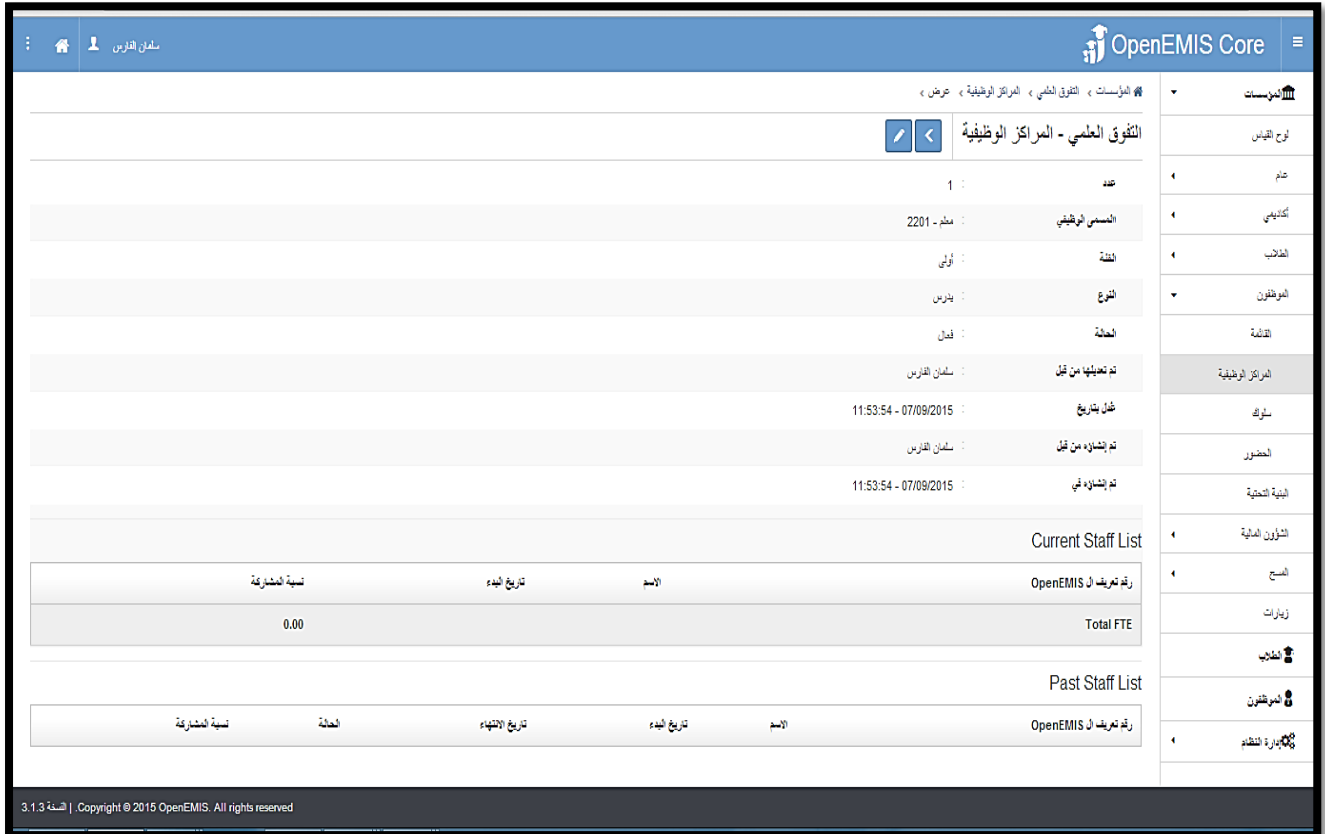 OpenEMIS Core
سلمان الفارس
المؤسسات › التفوق العلمي › المراكز الوظيفية › عرض ›
التفوق العلمي - المراكز الوظيفية
عدد : 1
المسمى الوظيفي : معلم - 2201
الفئة : أولى
النوع : يدرس
الحالة : فعال
تم تعديلها من قبل : سلمان الفارس
عُدل بتاريخ : 07/09/2015 - 11:53:54
تم إنشاؤه من قبل : سلمان الفارس
تم إنشاؤه في : 07/09/2015 - 11:53:54
Current Staff List
رقم تعريف ال OpenEMIS الاسم تاريخ البدء نسبة المشاركة
Total FTE 0.00
Past Staff List
رقم تعريف ال OpenEMIS الاسم تاريخ البدء تاريخ الانتهاء الحالة نسبة المشاركة
المؤسسات
لوح القياس
عام
أكاديمي
الطلاب
الموظفون
القائمة
المراكز الوظيفية
سلوك
الحضور
البنية التحتية
الشؤون المالية
المسح
زيارات
الطلاب
الموظفون
إدارة النظام
Copyright © 2015 OpenEMIS. All rights reserved. | النسخة 3.1.3